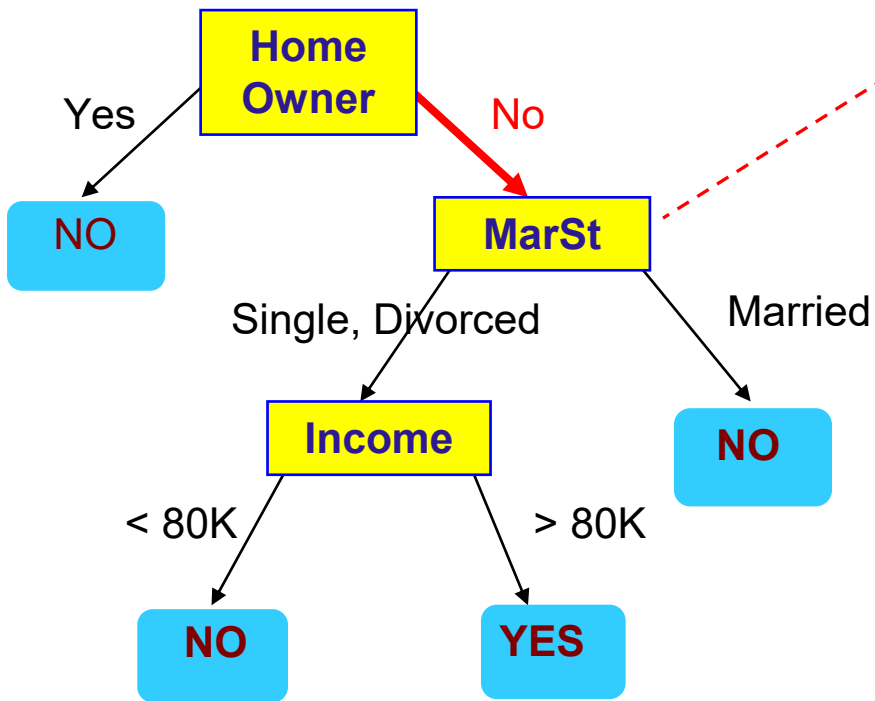 Home
Owner
Yes
No
NO
MarSt
Single, Divorced
Married
Income
NO
< 80K
> 80K
NO
YES